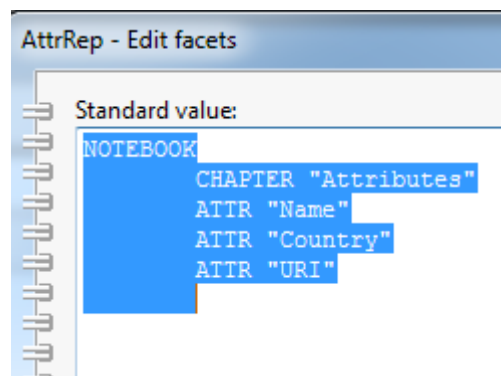 AttrRep - Edit facets
Standard value:
NOTEBOOK
CHAPTER "Attributes"
ATTR "Name"
ATTR "Country"
ATTR "URI"